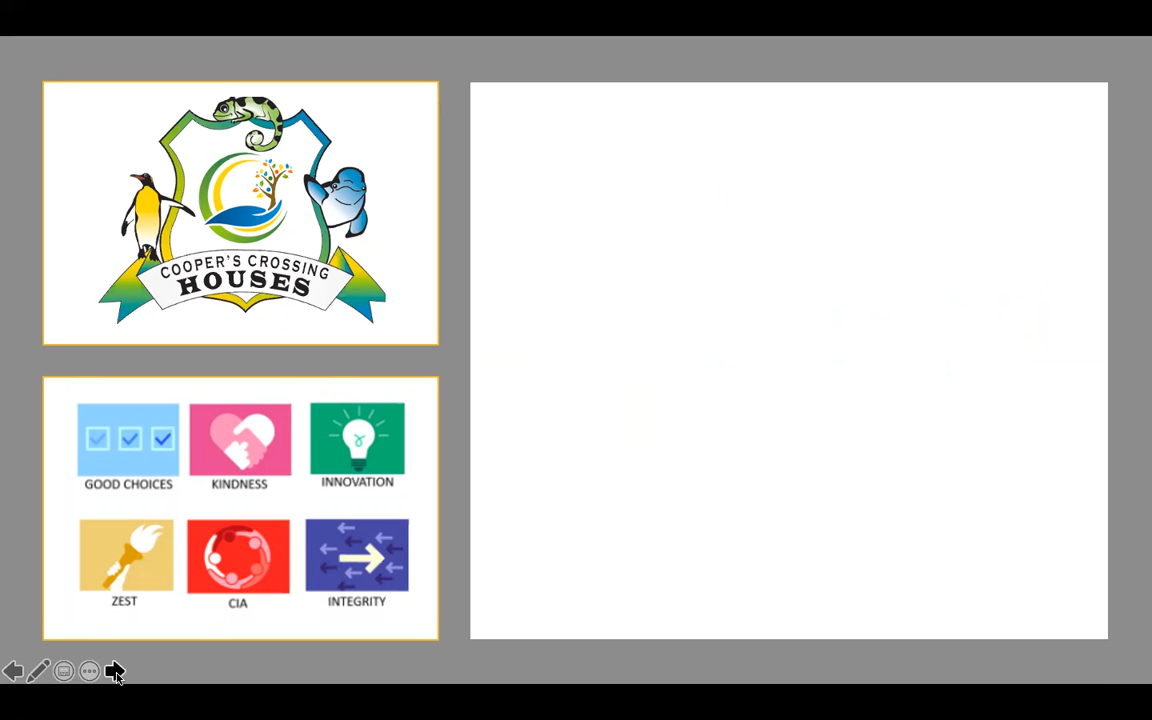 COOPER'S CROSSING
HOUSES
GOOD CHOICES
KINDNESS
INNOVATION
ZEST
CIA
INTEGRITY